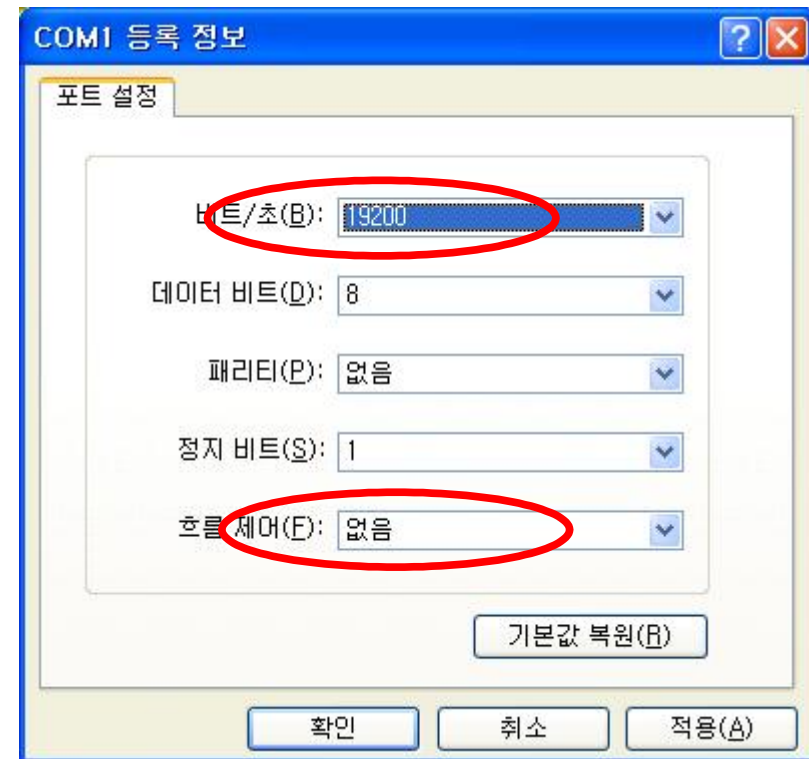 COM1 등록 정보
포트 설정
비트/초(B): 19200
데이터 비트(D): 8
패리티(P): 없음
정지 비트(S): 1
흐름 제어(F): 없음
기본값 복원(R)
확인 취소 적용(A)